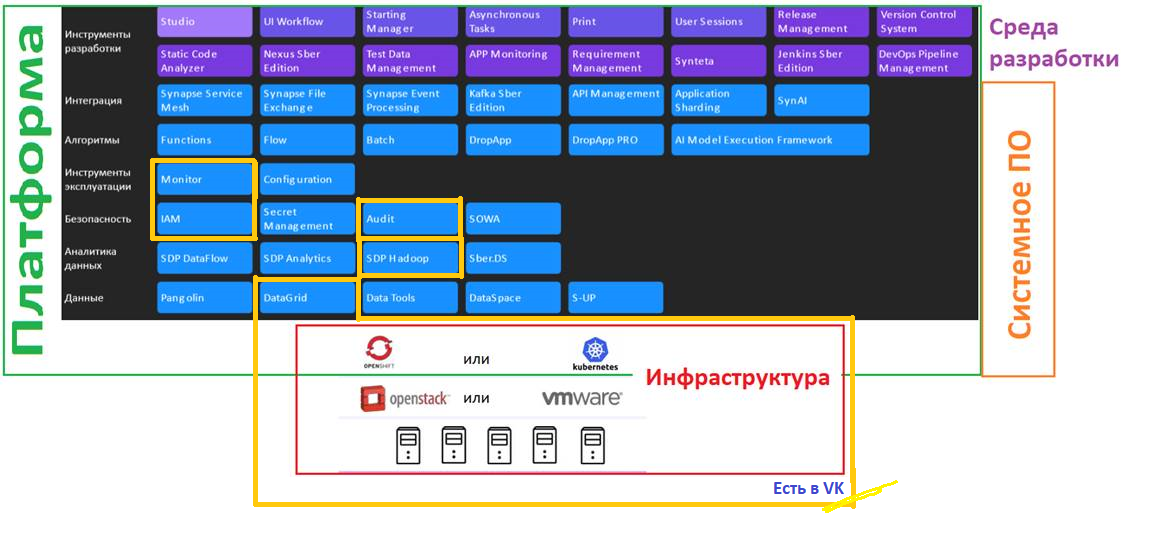 Платформа
Инструменты
разработки
Studio
UI Workflow
Starting
Manager
Asynchronous
Tasks
Print
User Sessions
Release
Management
Version Control
System
Static Code
Analyzer
Nexus Sber
Edition
Test Data
Management
APP Monitoring
Requirement
Management
Synteta
Jenkins Sber
Edition
DevOps Pipeline
Management
Среда
разработки
Интеграция
Synapse Service
Mesh
Synapse File
Exchange
Synapse Event
Processing
Kafka Sber
Edition
API Management
Application
Sharding
SynAI
Алгоритмы
Functions
Flow
Batch
DropApp
DropApp PRO
AI Model Execution Framework
Инструменты
эксплуатации
Monitor
Configuration
Безопасность
IAM
Secret
Management
Audit
SOWA
Аналитика
данных
SDP DataFlow
SDP Analytics
SDP Hadoop
Sber.DS
Данные
Pangolin
DataGrid
Data Tools
DataSpace
S-UP
Системное ПО
OPENSHIFT
или
kubernetes
Инфраструктура
openstack
или
vmware
Есть в VK